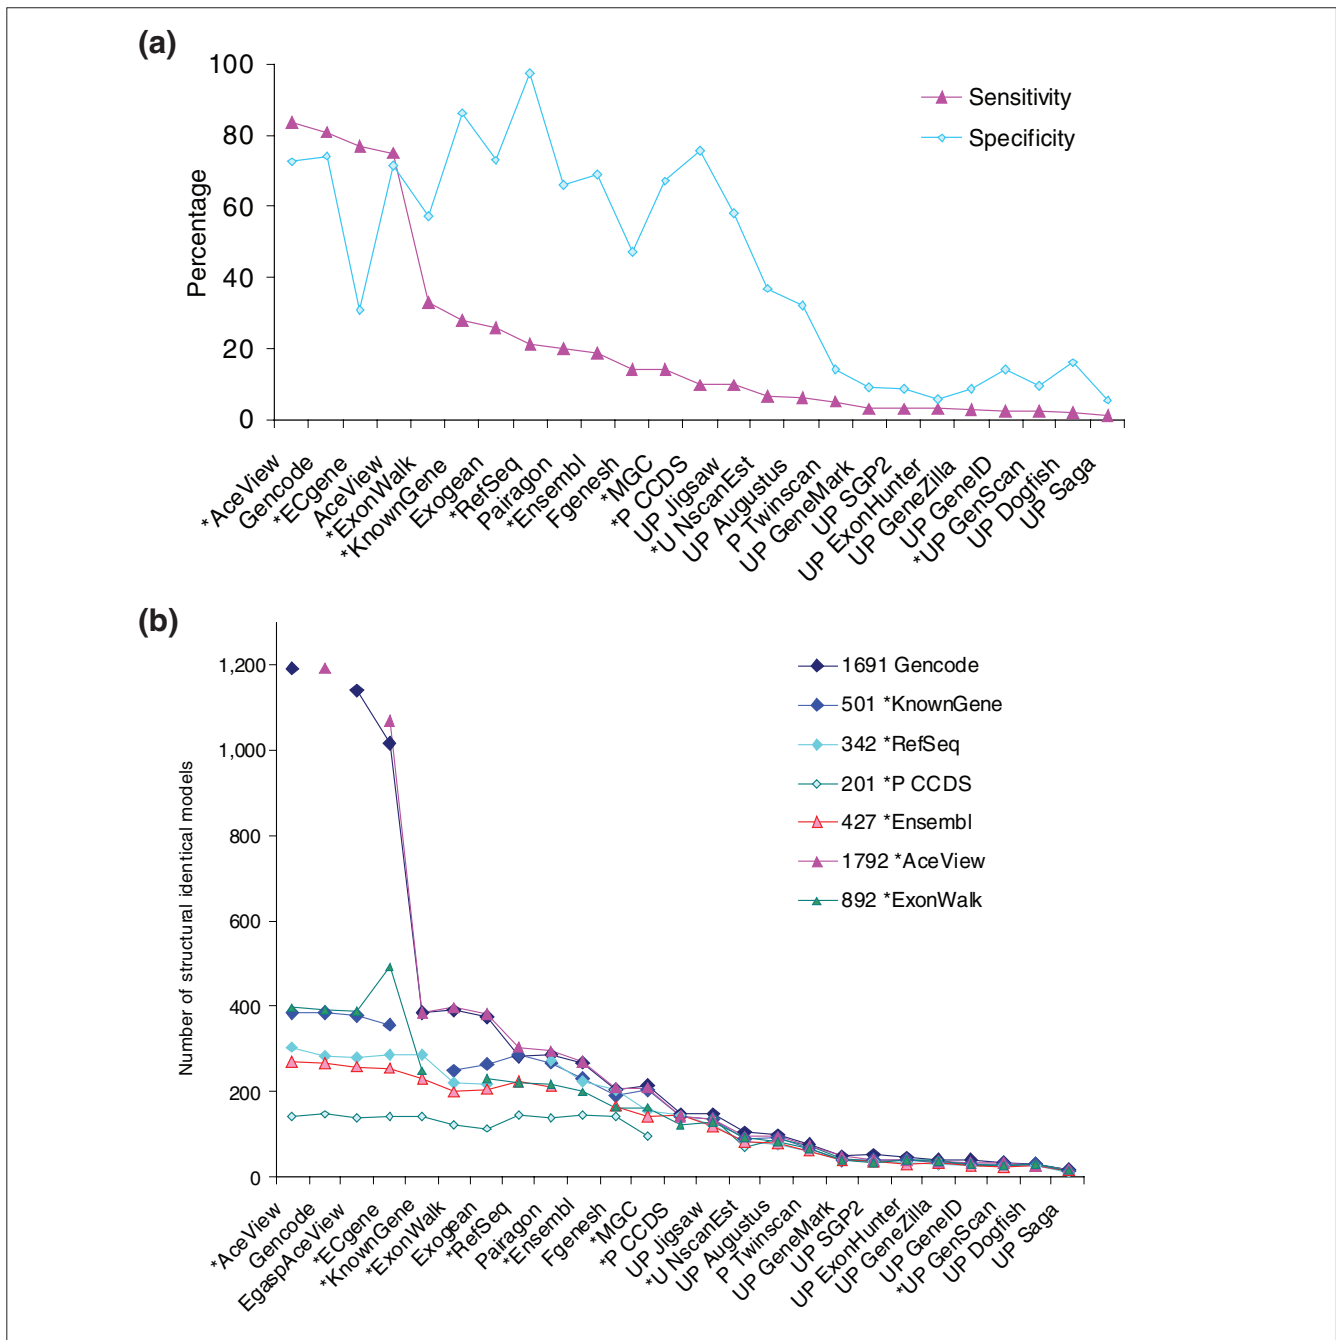 (a)
100
80
60
40
20
0
Percentage
Sensitivity
Specificity
*AceView
Gencode
*ECgene
AceView
*ExonWalk
*KnownGene
Exogean
*RefSeq
Pairagon
*Ensembl
Fgenesh
*MGC
*P CCDS
UP Jigsaw
*U NscanEst
UP Augustus
P Twinscan
UP GeneMark
UP SGP2
UP ExonHunter
UP GeneZilla
UP GeneID
*UP GenScan
UP Dogfish
UP Saga
(b)
1,200
1,000
800
600
400
200
0
Number of structural identical models
1691 Gencode
501 *KnownGene
342 *RefSeq
201 *P CCDS
427 *Ensembl
1792 *AceView
892 *ExonWalk
*AceView
Gencode
EgaspAceView
*ECgene
*KnownGene
*ExonWalk
Exogean
*RefSeq
Pairagon
*Ensembl
Fgenesh
*MGC
*P CCDS
UP Jigsaw
*U NscanEst
UP Augustus
P Twinscan
UP GeneMark
UP SGP2
UP ExonHunter
UP GeneZilla
UP GeneID
*UP GenScan
UP Dogfish
UP Saga